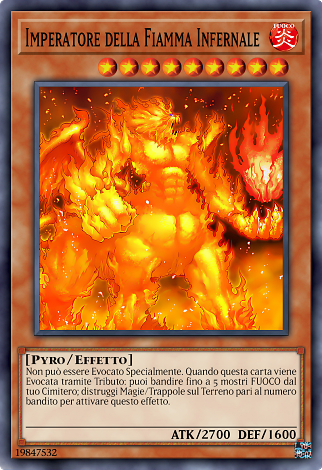 Imperatore della Fiamma Infernale
FUOCO
炎
[Pyro/Effetto]
Non può essere Evocato Specialmente. Quando questa carta viene
Evocata tramite Tributo: puoi bandire fino a 5 mostri FUOCO dal
tuo Cimitero; distruggi Magie/Trappole sul Terreno pari al numero
bandito per attivare questo effetto.
ATK/2700 DEF/1600
19847532